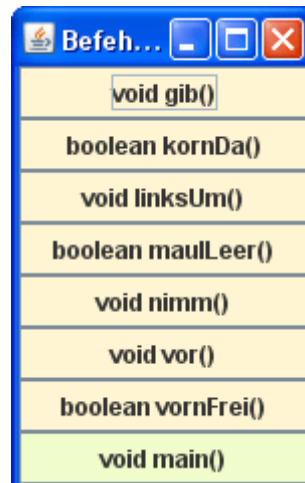 Befeh...
void gib()
boolean kornDa()
void linksUm()
boolean maulLeer()
void nimm()
void vor()
boolean vornFrei()
void main()